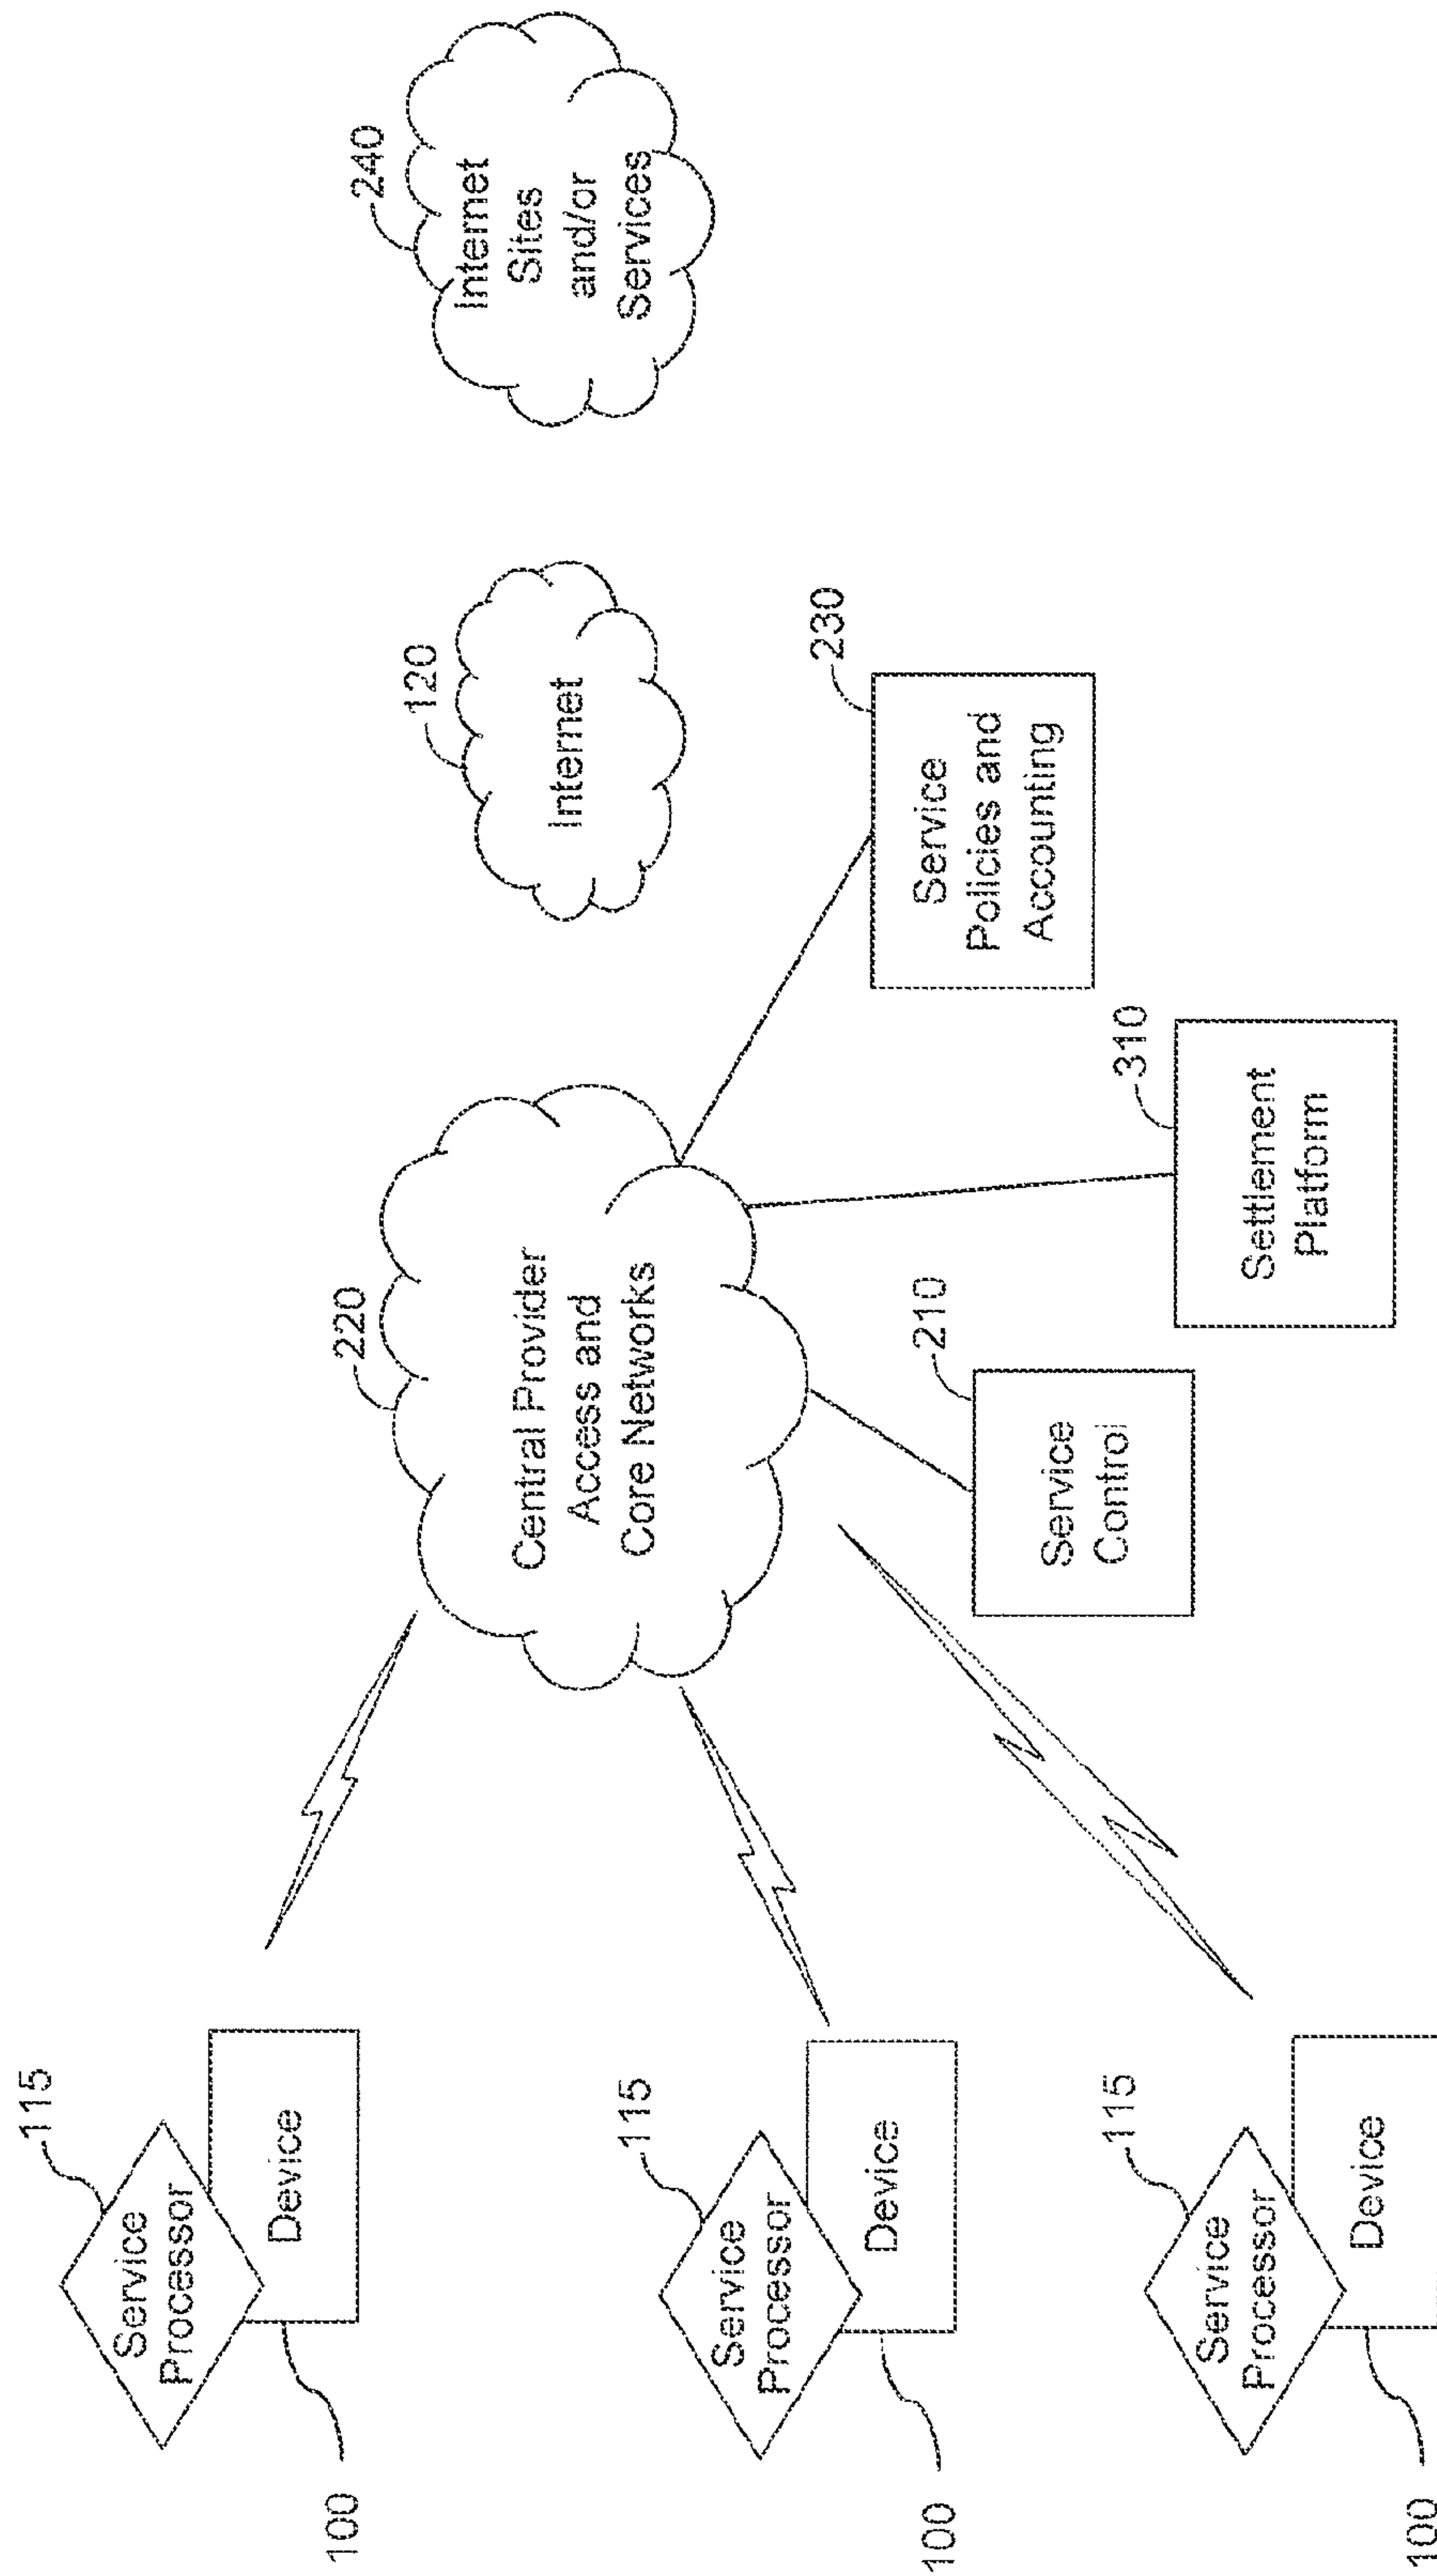 115
Service
Processor
Device
100
115
Service
Processor
Device
100
115
Service
Processor
Device
100
220
Central Provider
Access and
Core Networks
210
Service
Control
310
Settlement
Platform
230
Service
Policies and
Accounting
120
Internet
240
Internet
Sites
and/or
Services